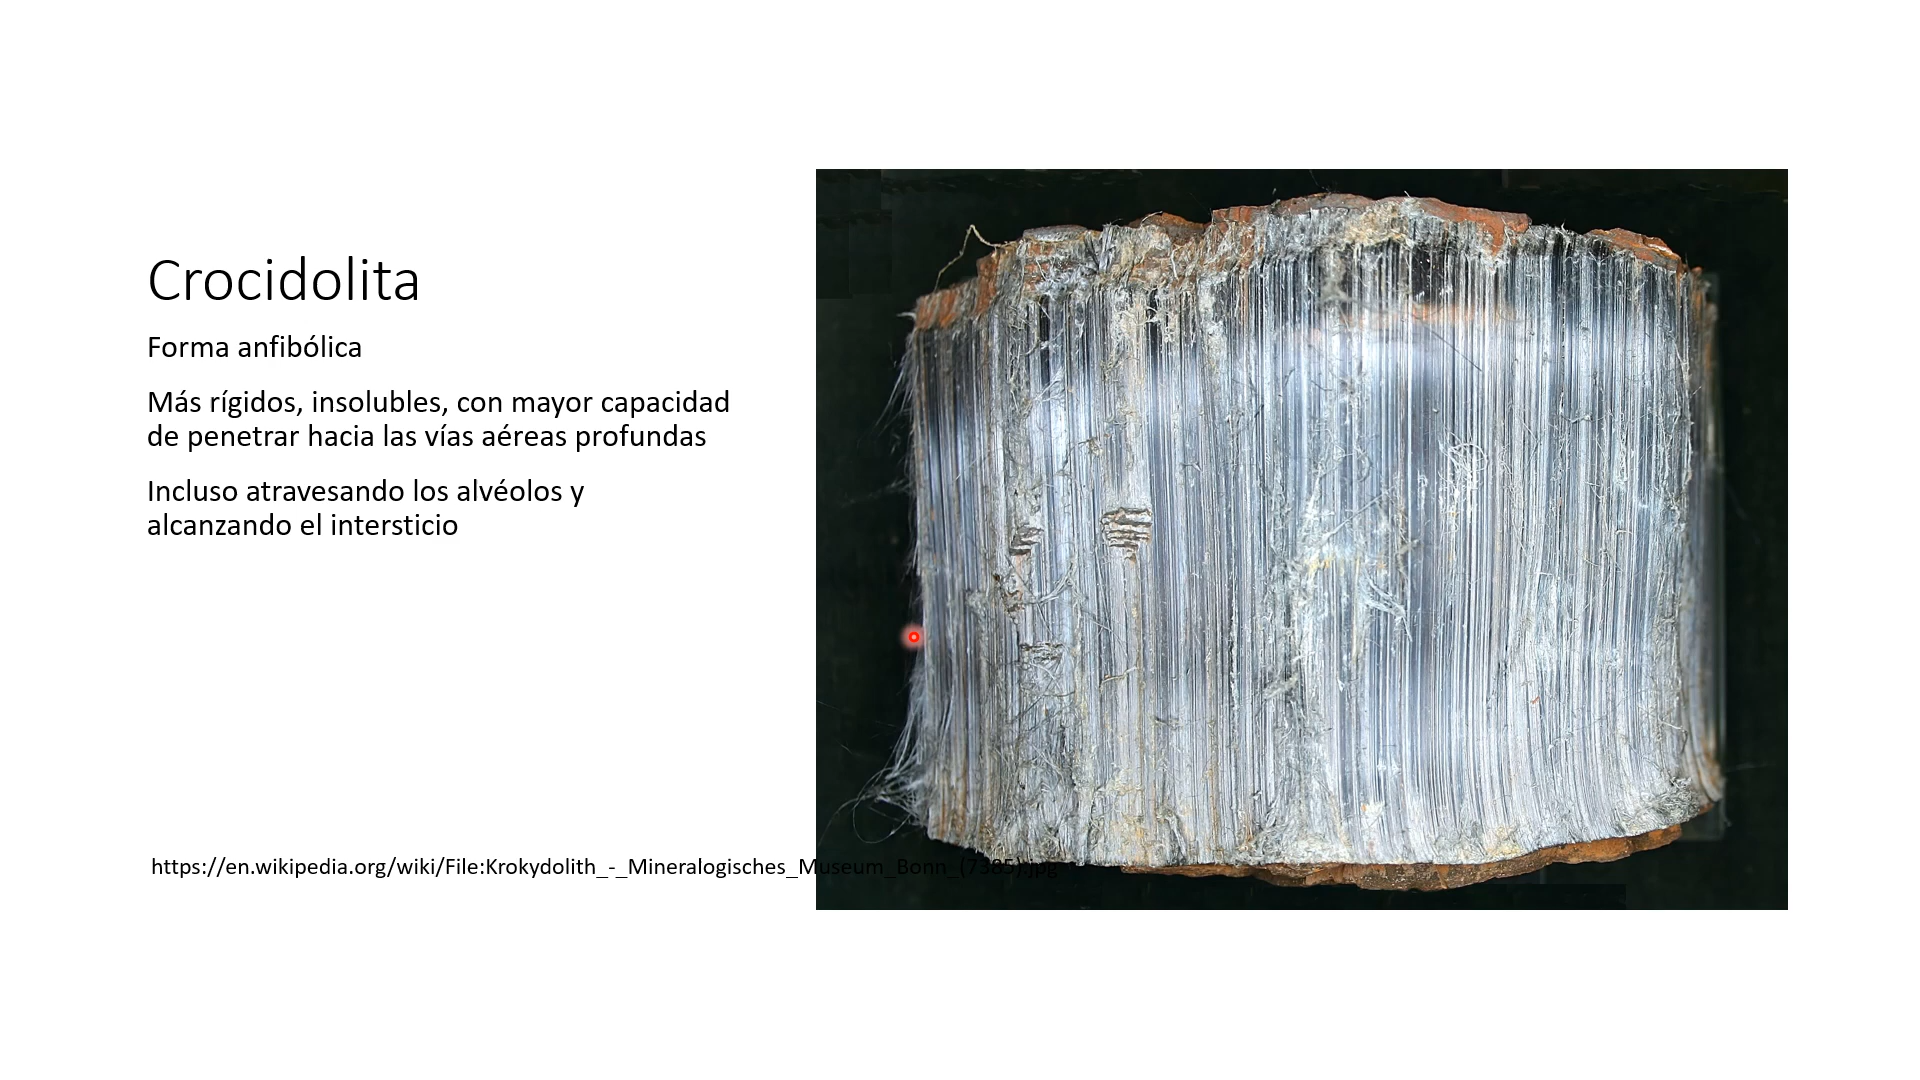 Crocidolita
Forma anfibólica
Más rígidos, insolubles, con mayor capacidad
de penetrar hacia las vías aéreas profundas
Incluso atravesando los alvéolos y
alcanzando el intersticio
https://en.wikipedia.org/wiki/File:Krokydolith_-_Mineralogisches_Museum_Bonn_(7385).jpg